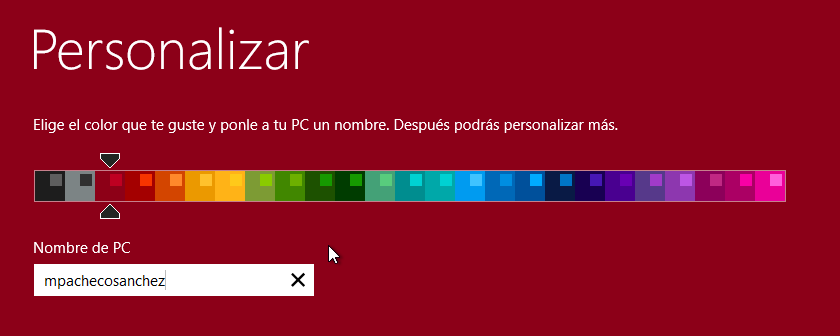 Personalizar
Elige el color que te guste y ponle a tu PC un nombre. Después podrás personalizar más.
Nombre de PC
mpachecosanchez